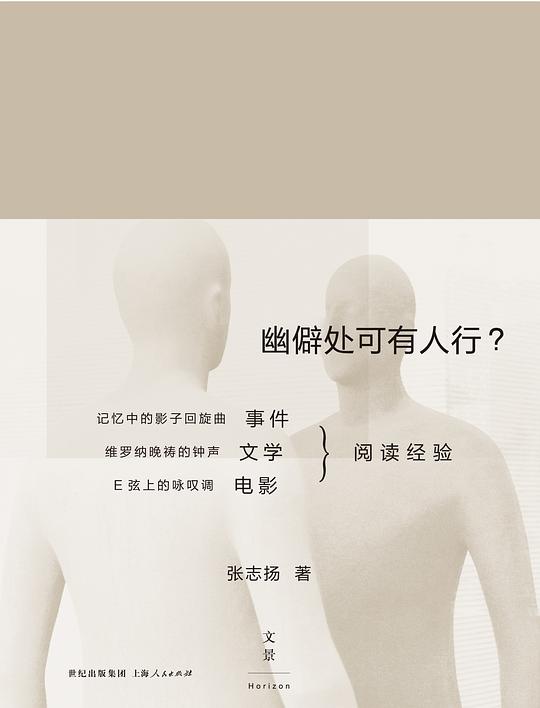 幽僻处可有人行？
记忆中的影子回旋曲 事件
维罗纳晚祷的钟声 文学 } 阅读经验
E 弦上的咏叹调 电影
张志扬 著
文
景
世纪出版集团 上海人民出版社
Horizon